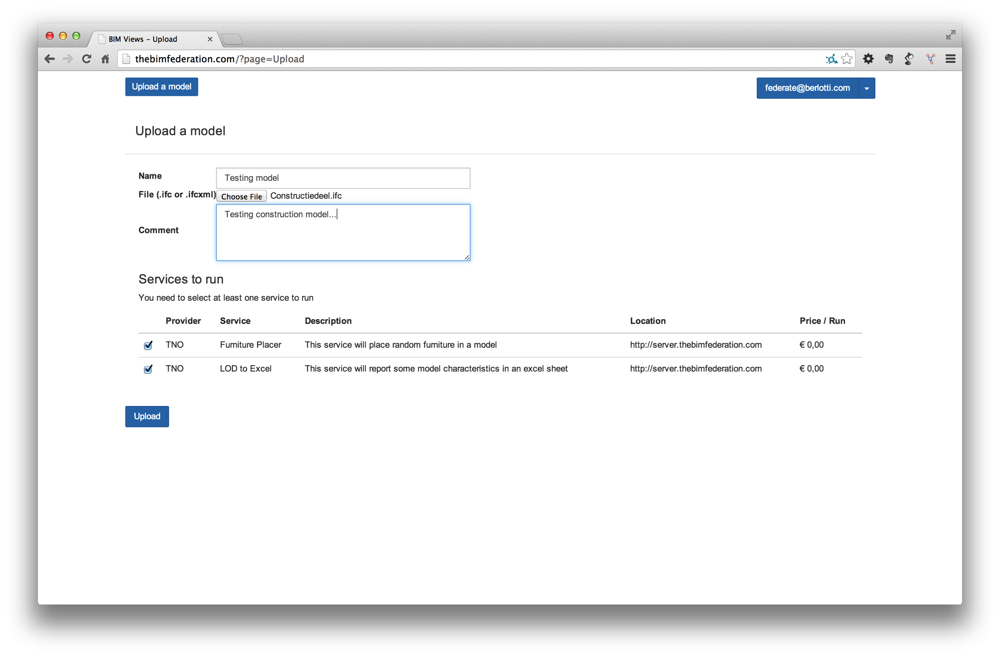 BIM Views – Upload
thebimfederation.com/?page=Upload
Upload a model
federate@berlotti.com
Upload a model
Name
Testing model
File (.ifc or .ifcxml)
Choose File
Constructiedeel.ifc
Comment
Testing construction model...
Services to run
You need to select at least one service to run
Provider Service Description Location Price / Run
TNO Furniture Placer This service will place random furniture in a model http://server.thebimfederation.com € 0,00
TNO LOD to Excel This service will report some model characteristics in an excel sheet http://server.thebimfederation.com € 0,00
Upload